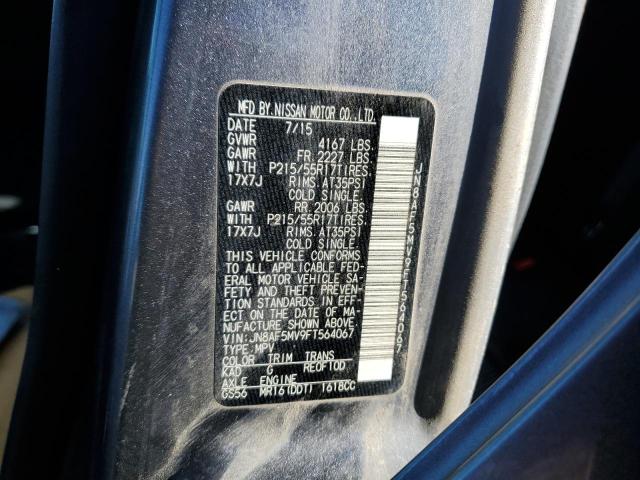 MFD BY NISSAN MOTOR CO.,LTD.
DATE 7/15
GVWR 4167 LBS
GAWR FR 2227 LBS
WITH P215/55R17TIRES.
17X7J RIMS. AT35PSI
COLD SINGLE.
GAWR RR 2006 LBS
WITH P215/55R17TIRES.
17X7J RIMS. AT35PSI
COLD SINGLE.
THIS VEHICLE CONFORMS
TO ALL APPLICABLE FED-
ERAL MOTOR VEHICLE SA-
FETY AND THEFT PREVEN-
TION STANDARDS IN EFF-
ECT ON THE DATE OF MA-
NUFACTURE SHOWN ABOVE.
VIN:JN8AF5MV9FT564067
TYPE:MPV
COLOR TRIM TRANS
KAD G RE0F10D
AXLE ENGINE
GS56 MR16(DDT) 1618CC